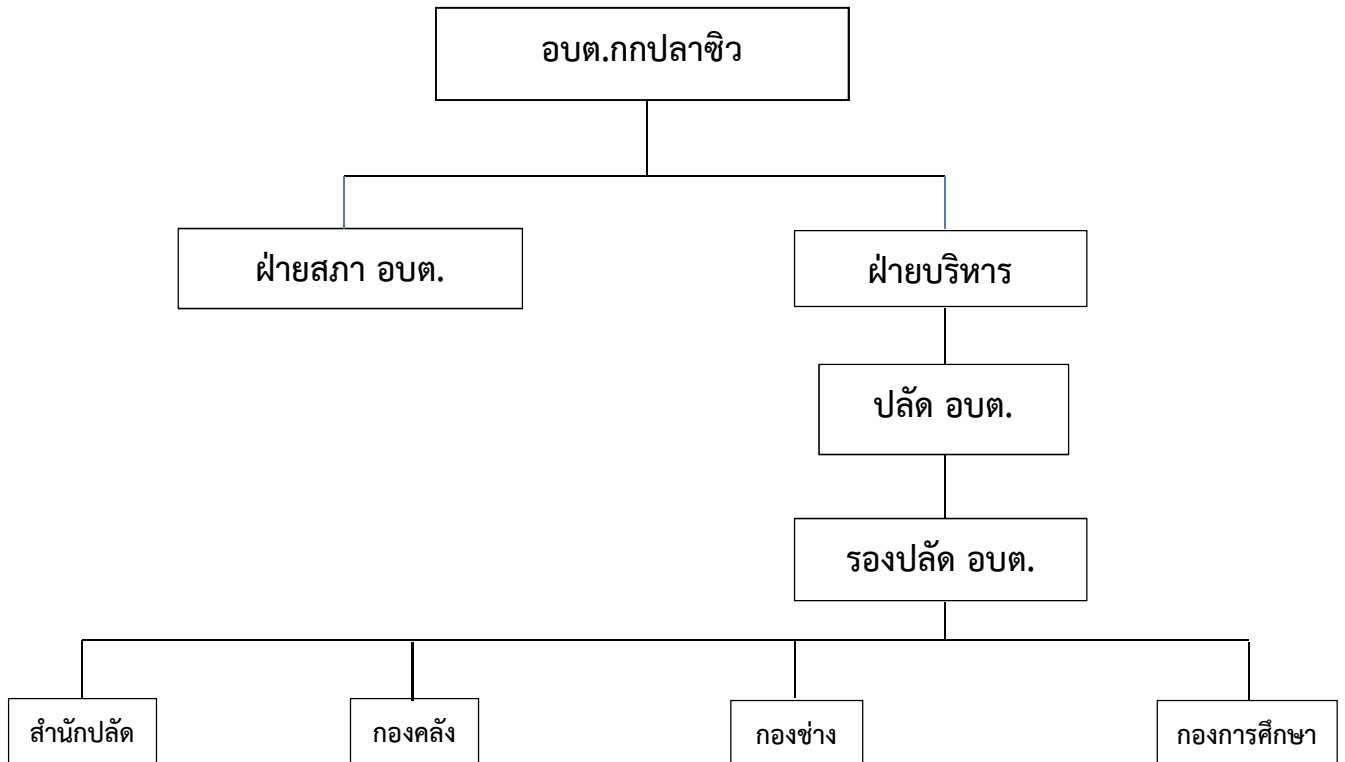 อบต.กกปลาซิว
ฝ่ายสภา อบต.
ฝ่ายบริหาร
ปลัด อบต.
รองปลัด อบต.
สำนักปลัด
กองคลัง
กองช่าง
กองการศึกษา